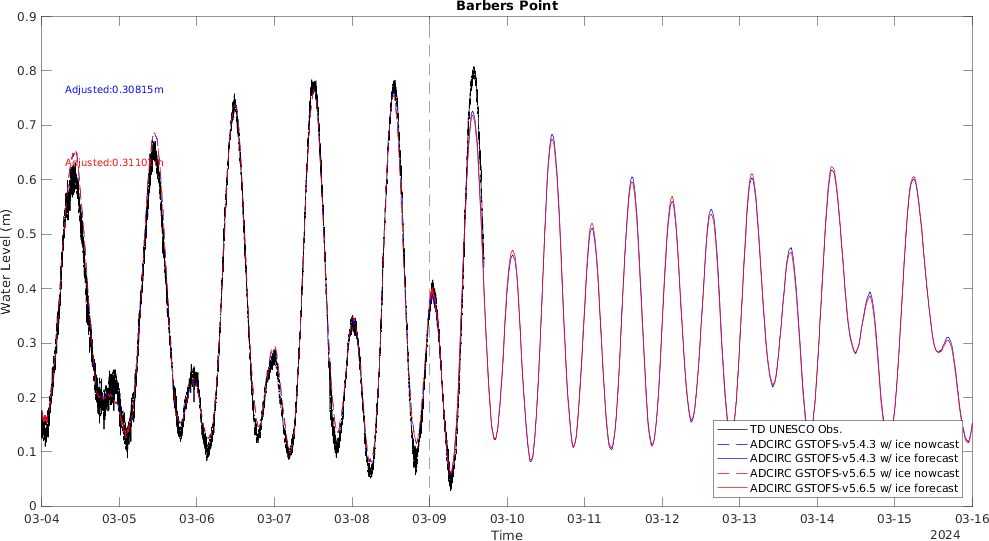 Barbers Point
0.9
0.8
0.7
0.6
0.5
0.4
0.3
0.2
0.1
0
Water Level (m)
Adjusted:0.30815m
03-04 03-05 03-06 03-07 03-08 03-09 03-10 03-11 03-12 03-13 03-14 03-15 03-16
Time
2024
TD UNESCO Obs.
ADCIRC GSTOFS-v5.4.3 w/ ice nowcast
ADCIRC GSTOFS-v5.4.3 w/ ice forecast
ADCIRC GSTOFS-v5.6.5 w/ ice nowcast
ADCIRC GSTOFS-v5.6.5 w/ ice forecast